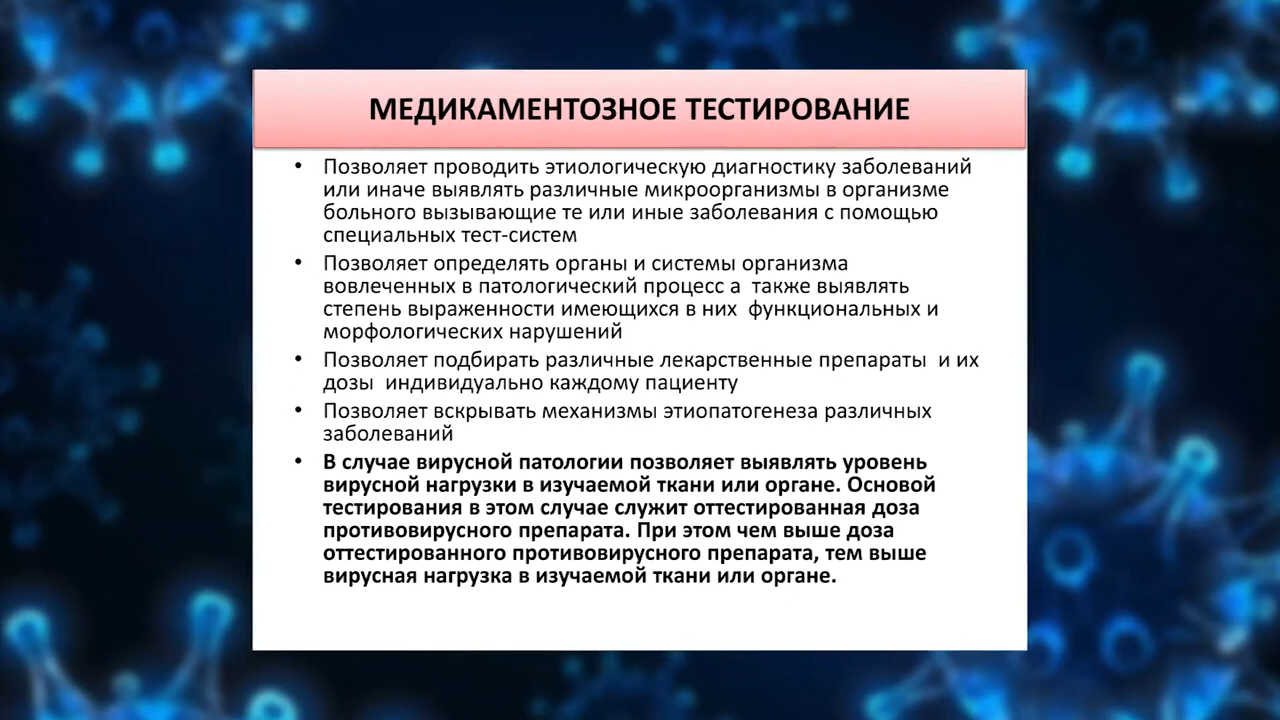 МЕДИКАМЕНТОЗНОЕ ТЕСТИРОВАНИЕ
• Позволяет проводить этиологическую диагностику заболеваний
или иначе выявлять различные микроорганизмы в организме
больного вызывающие те или иные заболевания с помощью
специальных тест-систем
• Позволяет определять органы и системы организма
вовлеченных в патологический процесс а также выявлять
степень выраженности имеющихся в них функциональных и
морфологических нарушений
• Позволяет подбирать различные лекарственные препараты и их
дозы индивидуально каждому пациенту
• Позволяет вскрывать механизмы этиопатогенеза различных
заболеваний
• В случае вирусной патологии позволяет выявлять уровень
вирусной нагрузки в изучаемой ткани или органе. Основой
тестирования в этом случае служит оттестированная доза
противовирусного препарата. При этом чем выше доза
оттестированного противовирусного препарата, тем выше
вирусная нагрузка в изучаемой ткани или органе.